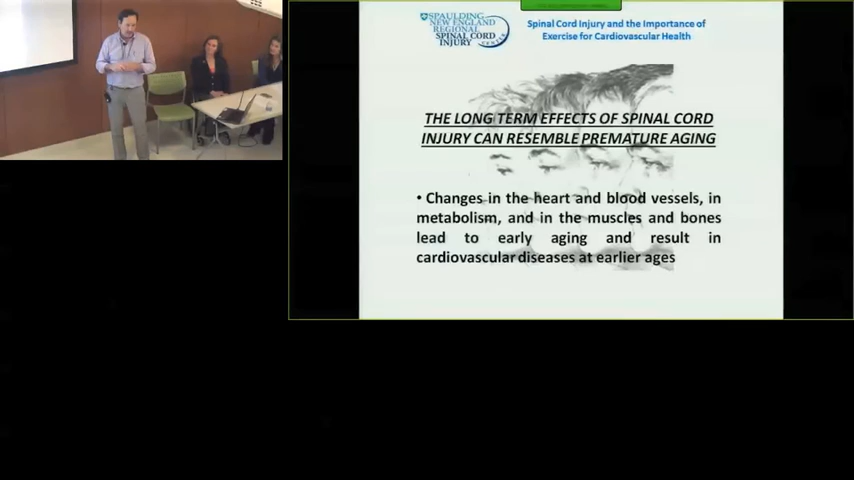 SPAULDING
NEW ENGLAND
REGIONAL
SPINAL CORD
INJURY CENTER
Spinal Cord Injury and the Importance of
Exercise for Cardiovascular Health
THE LONG TERM EFFECTS OF SPINAL CORD
INJURY CAN RESEMBLE PREMATURE AGING
• Changes in the heart and blood vessels, in
metabolism, and in the muscles and bones
lead to early aging and result in
cardiovascular diseases at earlier ages